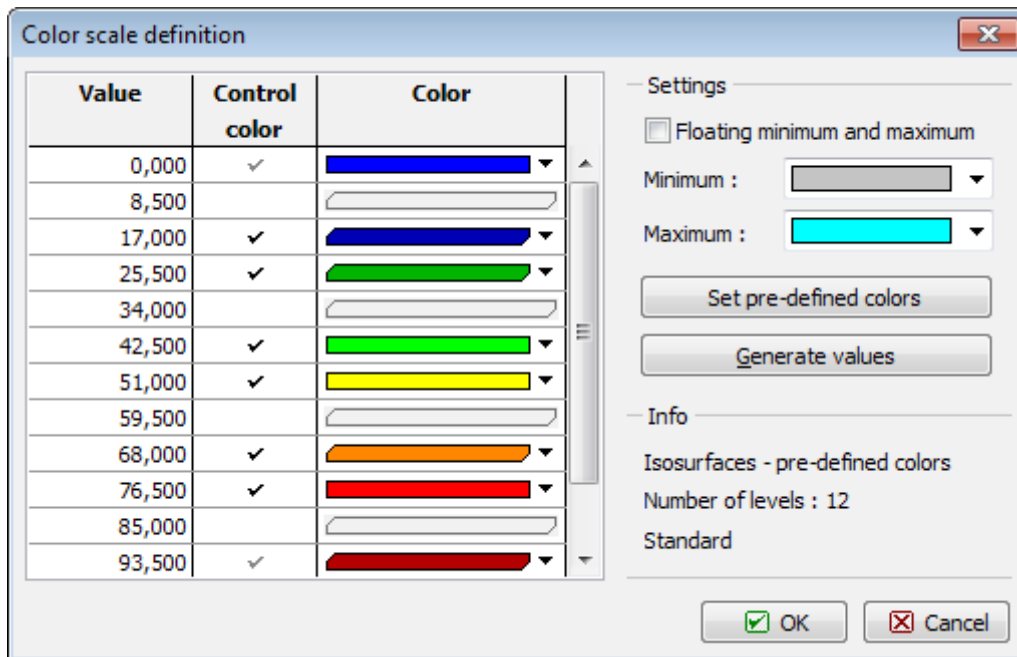 Color scale definition
Value Control color Color
0,000
8,500
17,000
25,500
34,000
42,500
51,000
59,500
68,000
76,500
85,000
93,500
Settings
Floating minimum and maximum
Minimum :
Maximum :
Set pre-defined colors
Generate values
Info
Isosurfaces - pre-defined colors
Number of levels : 12
Standard
OK
Cancel